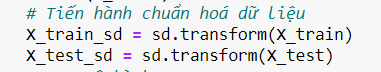 # Tiến hành chuẩn hoá dữ liệu
X_train_sd = sd.transform(X_train)
X_test_sd = sd.transform(X_test)